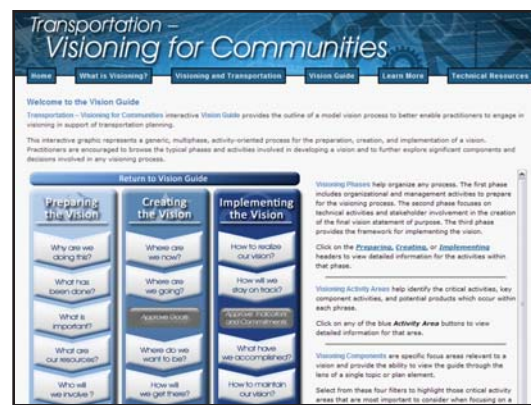 Transportation –
Visioning for Communities
Home
What is Visioning?
Visioning and Transportation
Vision Guide
Learn More
Technical Resources
Welcome to the Vision Guide
Transportation - Visioning for Communities interactive Vision Guide provides the outline of a model vision process to better enable practitioners to engage in
visioning in support of transportation planning.
This interactive graphic represents a generic, multiphase, activity-oriented process for the preparation, creation, and implementation of a vision.
Practitioners are encouraged to browse the typical phases and activities involved in developing a vision and to further explore significant components and
decisions involved in any visioning process.
Return to Vision Guide
Preparing
the Vision
Why are we
doing this?
What has
been done?
What is
important?
What are
our resources?
Who will
we involve ?
Creating
the Vision
Where are
we now?
Where are
we going?
Approve Goals
Where do we
want to be?
How will
we get there?
Implementing
the Vision
How to realize
our vision?
How will we
stay on track?
Approve Indicators
and Commitments
What have
we accomplished?
How to maintain
our vision?
Visioning Phases help organize any process. The first phase
includes organizational and management activities to prepare
for the visioning process. The second phase focuses on
technical activities and stakeholder involvement in the creation
of the final vision statement of purpose. The third phase
provides the framework for implementing the vision.
Click on the Preparing, Creating, or Implementing
headers to view detailed information for the activities within
that phase.
Visioning Activity Areas help identify the critical activities, key
component activities, and potential products which occur within
each phrase.
Click on any of the blue Activity Area buttons to view
detailed information for that area.
Visioning Components are specific focus areas relevant to a
vision and provide the ability to view the guide through the
lens of a single topic or plan element.
Select from these four filters to highlight those critical activity
areas that are most important to consider when focusing on a